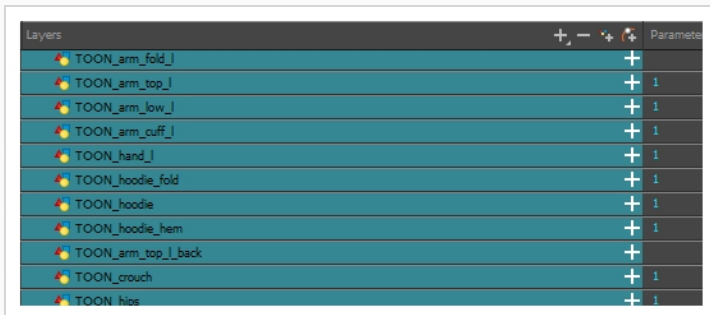 Layers Parameter
TOON_arm_fold_l
TOON_arm_top_l 1
TOON_arm_low_l 1
TOON_arm_cuff_l 1
TOON_hand_l 1
TOON_hoodie_fold 1
TOON_hoodie 1
TOON_hoodie_hem 1
TOON_arm_top_l_back
TOON_crouch 1
TOON_hips 1